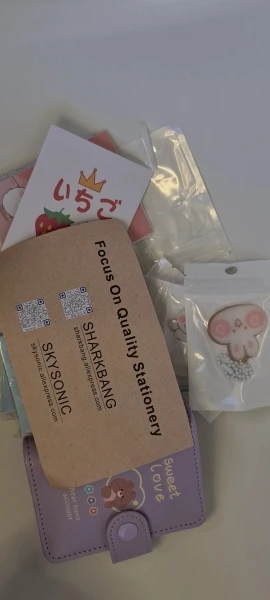 いちご
Focus On Quality Stationery
SHARKBANG
sharkbang.aliexpress.com
SKYSONIC
skysonic.aliexpress.com
sweet
love